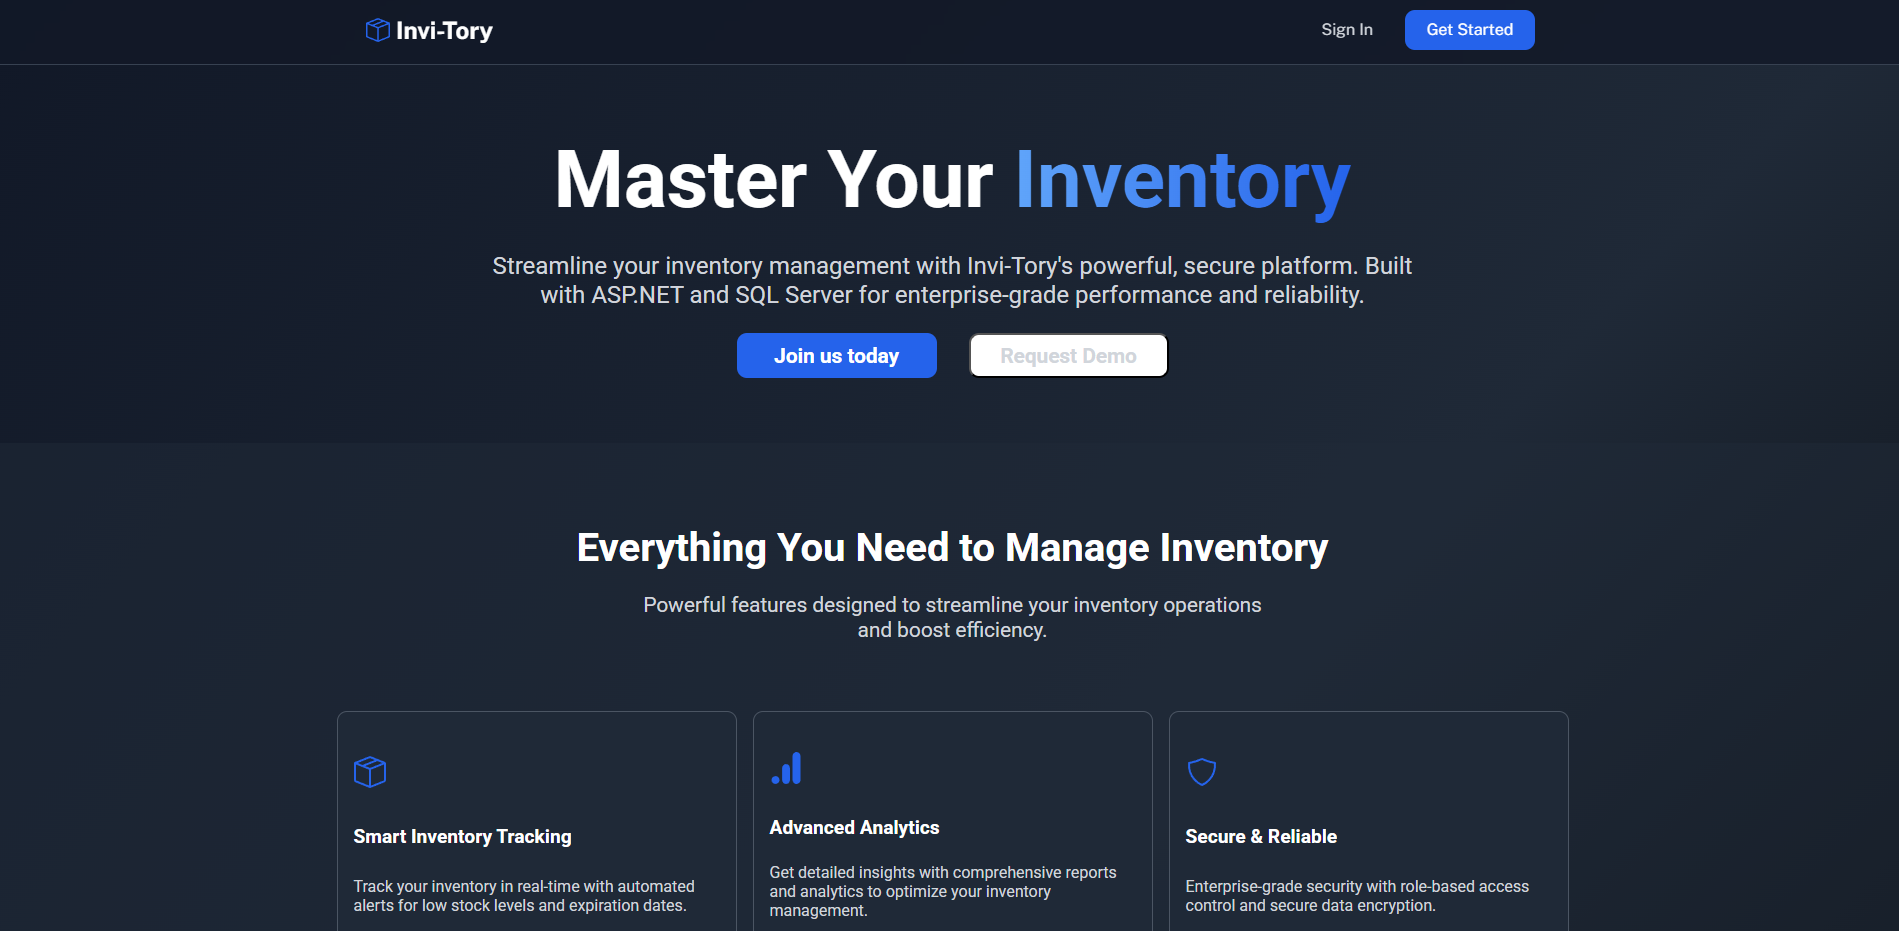 Invi-Tory
Sign In
Get Started
Master Your Inventory
Streamline your inventory management with Invi-Tory's powerful, secure platform. Built
with ASP.NET and SQL Server for enterprise-grade performance and reliability.
Join us today
Request Demo
Everything You Need to Manage Inventory
Powerful features designed to streamline your inventory operations
and boost efficiency.
Smart Inventory Tracking
Track your inventory in real-time with automated
alerts for low stock levels and expiration dates.
Advanced Analytics
Get detailed insights with comprehensive reports
and analytics to optimize your inventory
management.
Secure & Reliable
Enterprise-grade security with role-based access
control and secure data encryption.